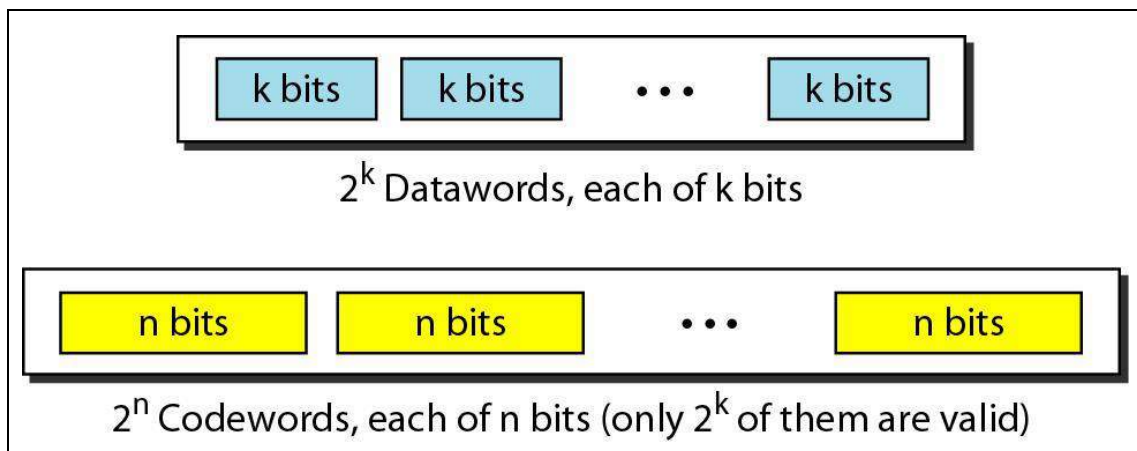 k bits k bits • • • k bits
2^k Datawords, each of k bits
n bits n bits • • • n bits
2^n Codewords, each of n bits (only 2^k of them are valid)